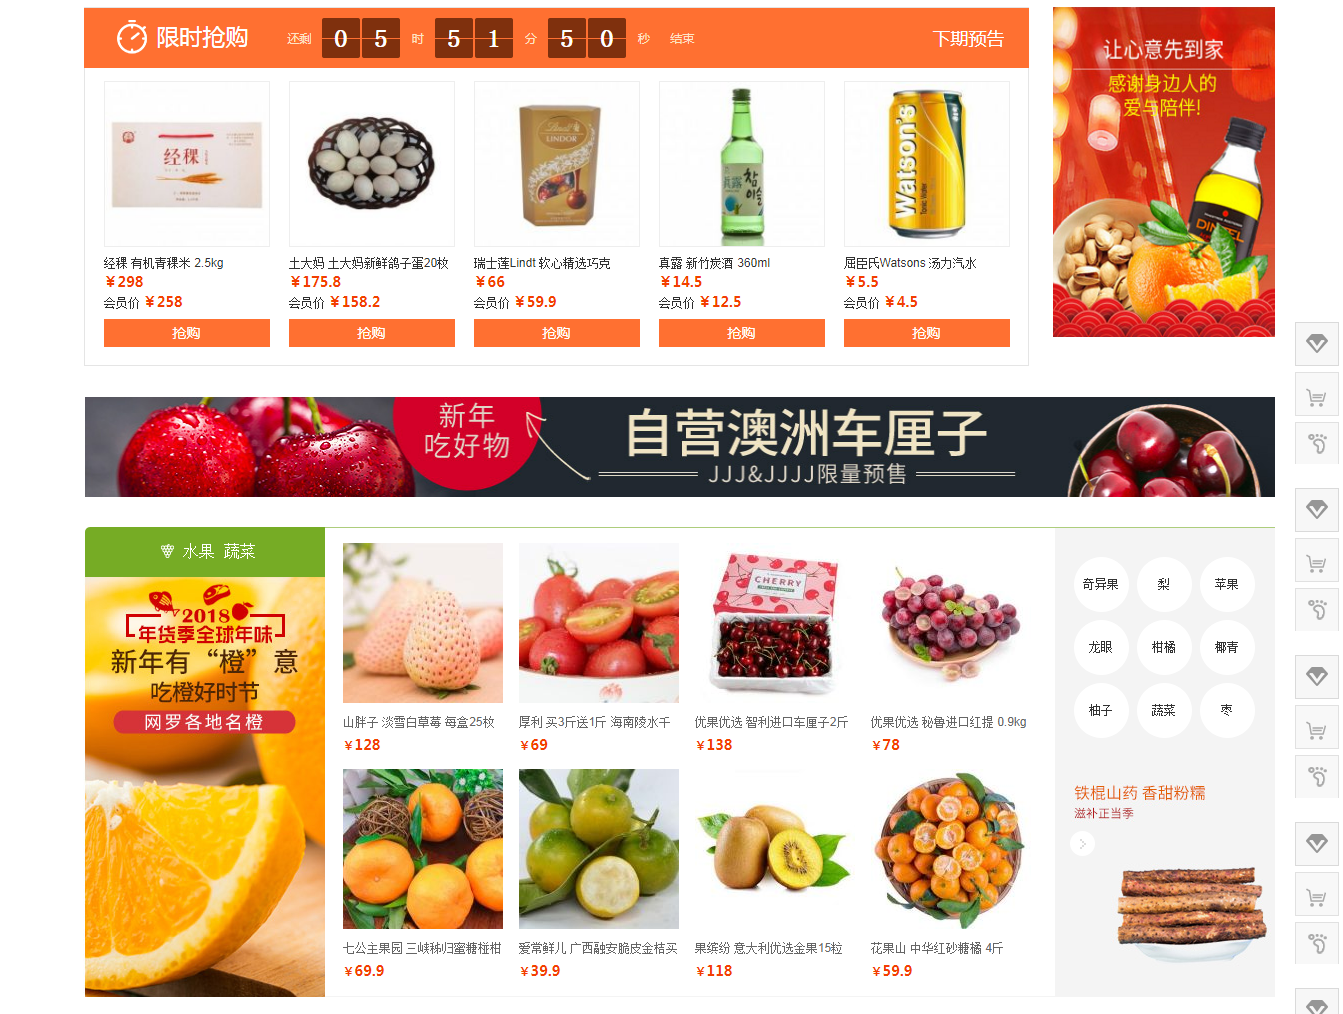 限时抢购
还剩 0 5 时 5 1 分 5 0 秒 结束
下期预告
让心意先到家
感谢身边人的
爱与陪伴!
经稞
LINDOR
真露
참이슬
Watson's
经稞 有机青稞米 2.5kg
¥298
会员价 ¥258
抢购
土大妈 土大妈新鲜鸽子蛋20枚
¥175.8
会员价 ¥158.2
抢购
瑞士莲Lindt 软心精选巧克
¥66
会员价 ¥59.9
抢购
真露 新竹炭酒 360ml
¥14.5
会员价 ¥12.5
抢购
屈臣氏Watsons 汤力汽水
¥5.5
会员价 ¥4.5
抢购
新年
吃好物
自营澳洲车厘子
JJJ&JJJJ限量预售
水果 蔬菜
2018
年货季全球年味
新年有“橙”意
吃橙好时节
网罗各地名橙
CHERRY
山胖子 淡雪白草莓 每盒25枚
¥128
厚利 买3斤送1斤 海南陵水千
¥69
优果优选 智利进口车厘子2斤
¥138
优果优选 秘鲁进口红提 0.9kg
¥78
七公主果园 三峡秭归蜜糖椪柑
¥69.9
爱常鲜儿 广西融安脆皮金桔买
¥39.9
果缤纷 意大利优选金果15粒
¥118
花果山 中华红砂糖橘 4斤
¥59.9
奇异果 梨 苹果
龙眼 柑橘 椰青
柚子 蔬菜 枣
铁棍山药 香甜粉糯
滋补正当季